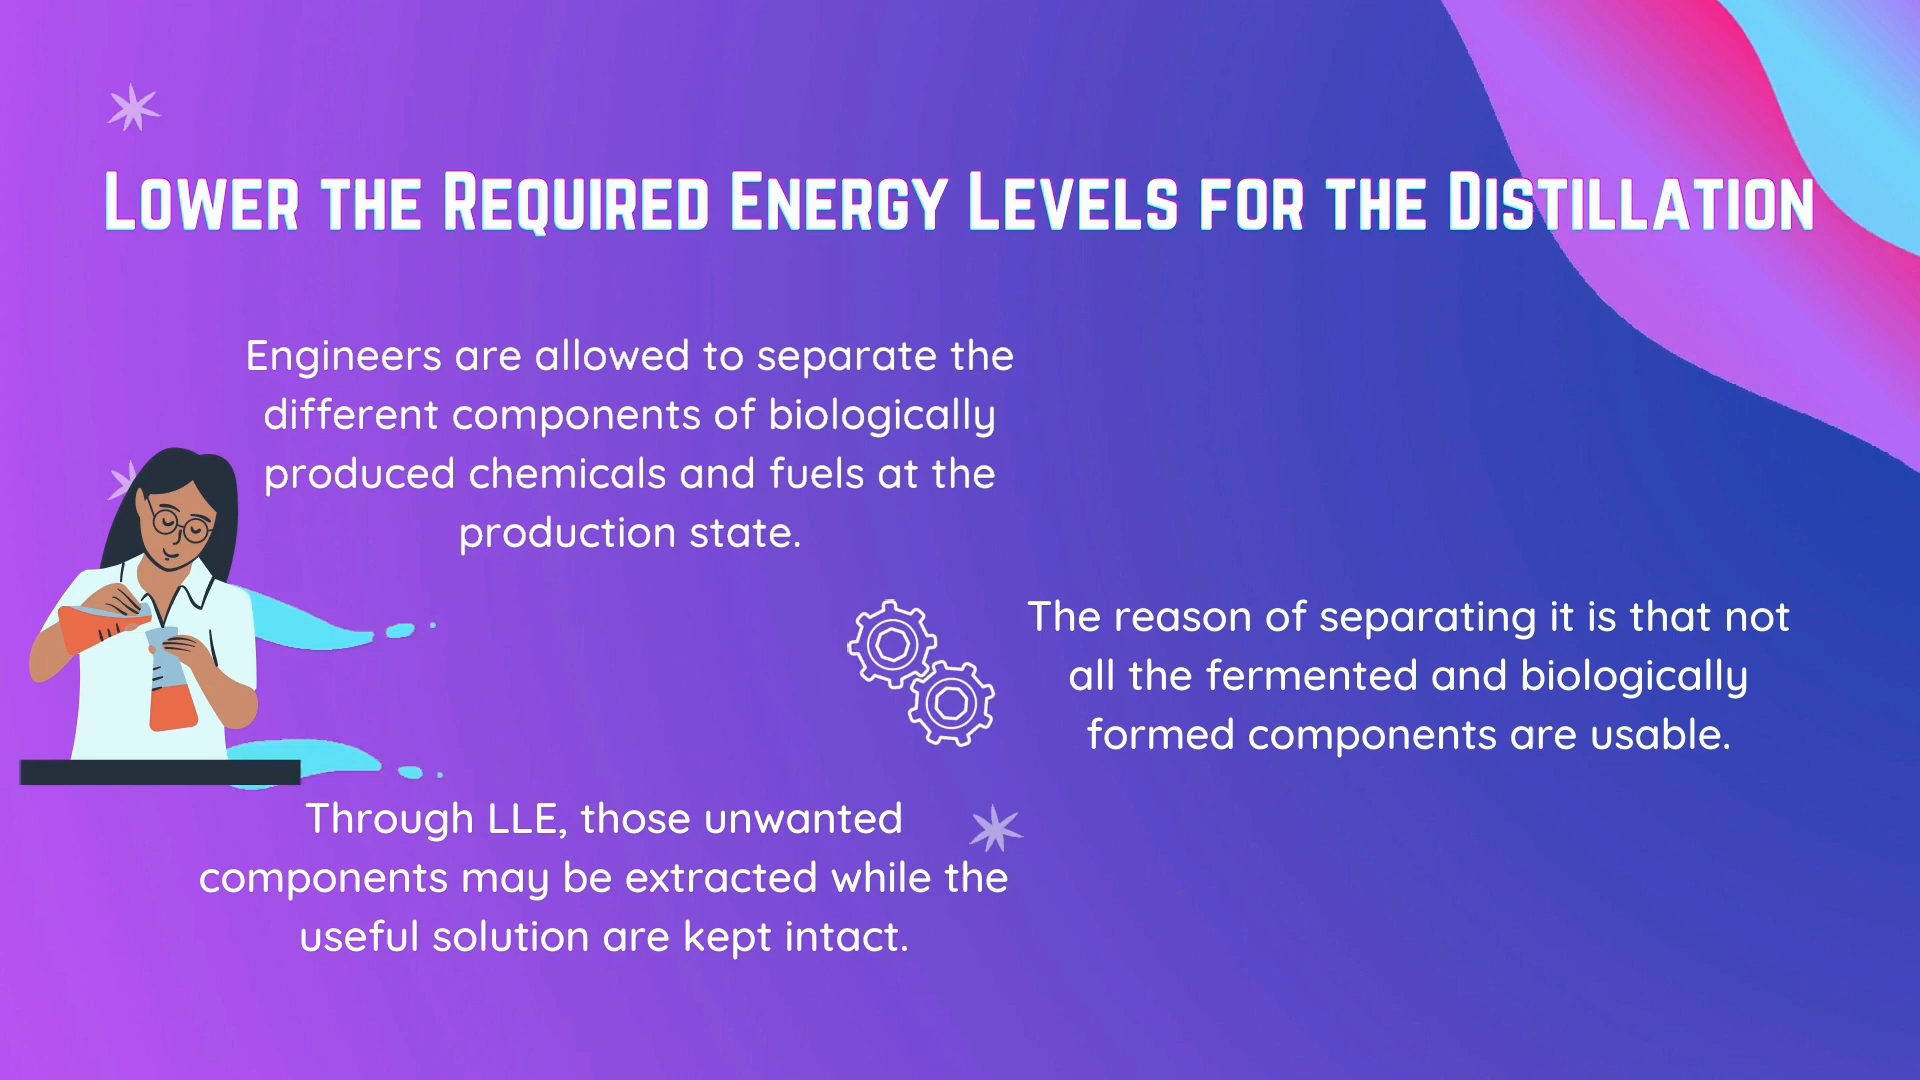 Lower the Required Energy Levels for the Distillation
Engineers are allowed to separate the
different components of biologically
produced chemicals and fuels at the
production state.
The reason of separating it is that not
all the fermented and biologically
formed components are usable.
Through LLE, those unwanted
components may be extracted while the
useful solution are kept intact.